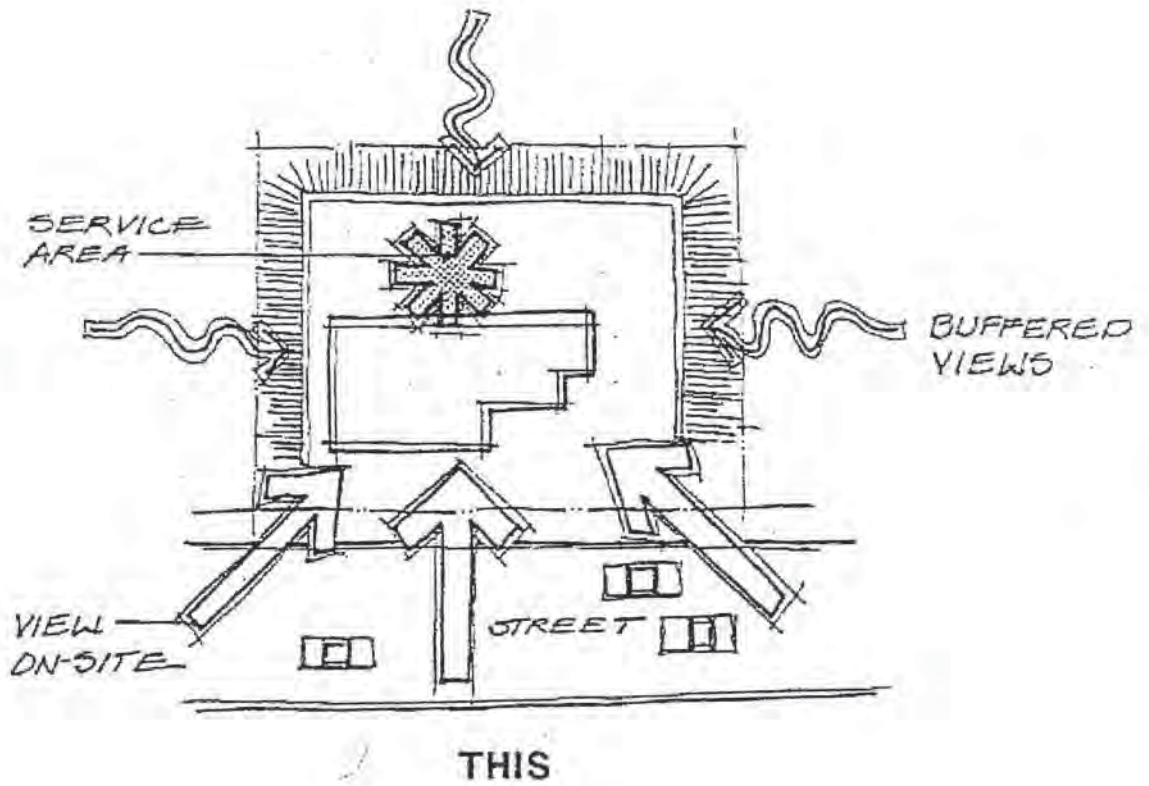 SERVICE
AREA
BUFFERED
VIEWS
VIEW
ON-SITE
STREET
THIS